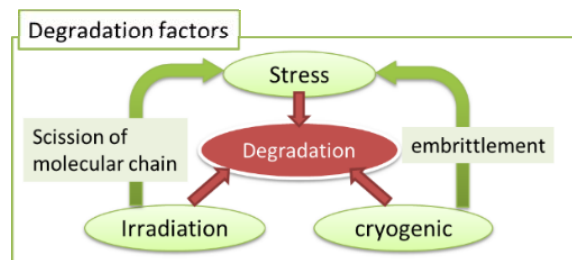 Degradation factors
Stress
Scission of
molecular chain
Degradation
embrittlement
Irradiation
cryogenic